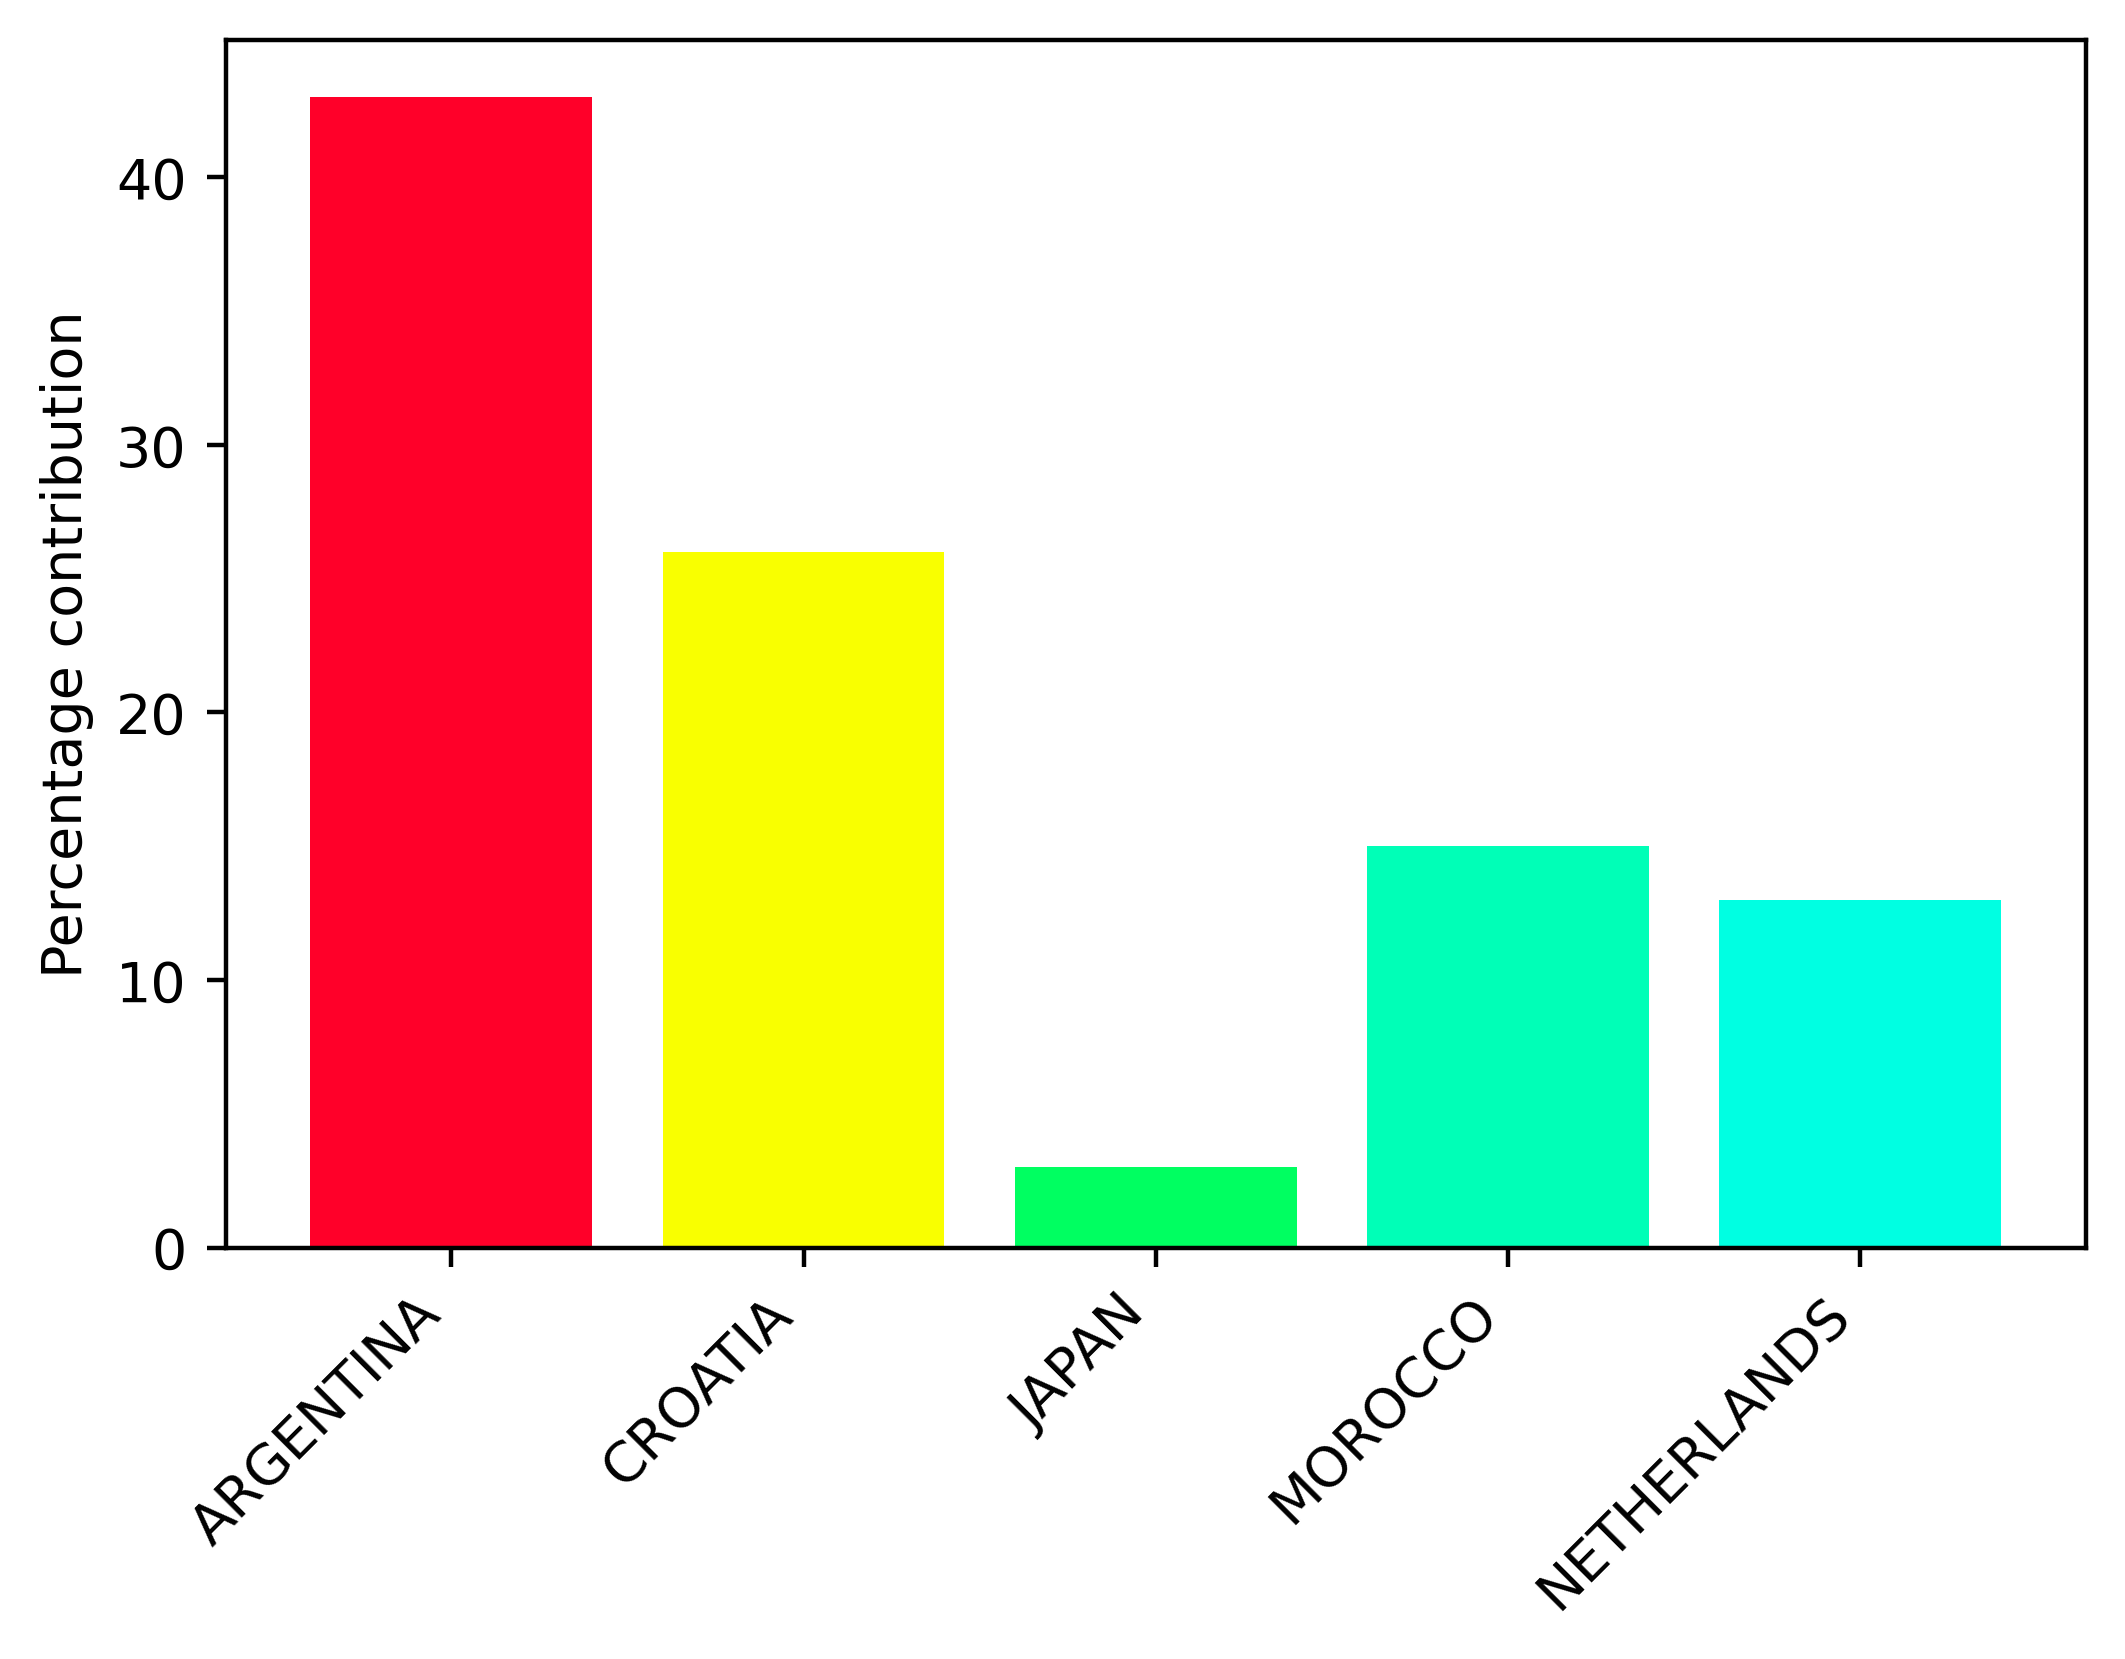 Percentage contribution
40
30
20
10
0
ARGENTINA
CROATIA
JAPAN
MOROCCO
NETHERLANDS